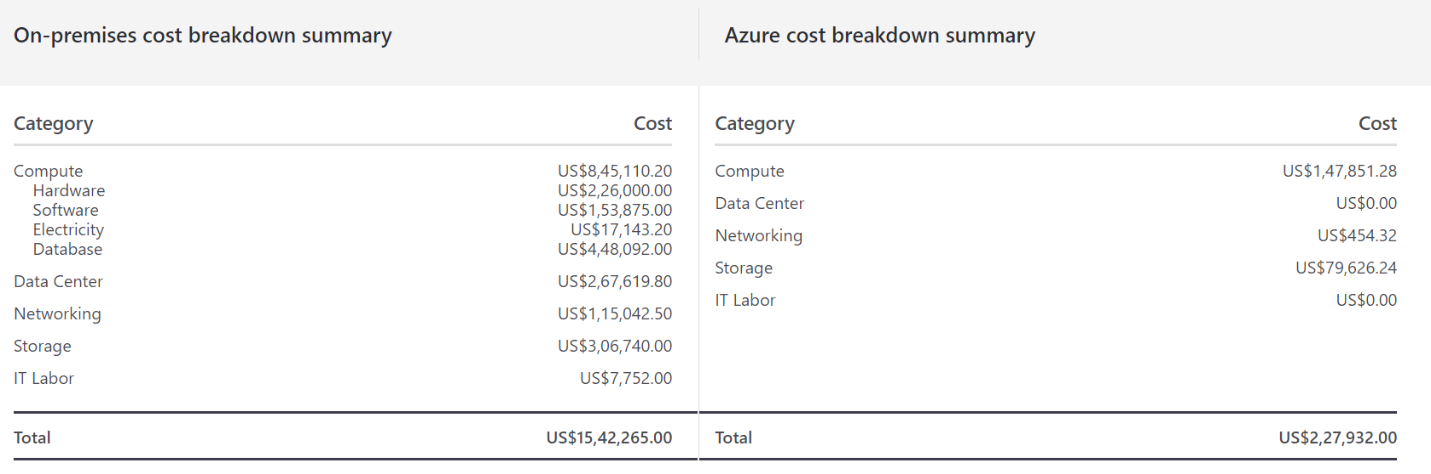 On-premises cost breakdown summary
Category Cost
Compute US$8,45,110.20
Hardware US$2,26,000.00
Software US$1,53,875.00
Electricity US$17,143.20
Database US$4,48,092.00
Data Center US$2,67,619.80
Networking US$1,15,042.50
Storage US$3,06,740.00
IT Labor US$7,752.00
Total US$15,42,265.00
Azure cost breakdown summary
Category Cost
Compute US$1,47,851.28
Data Center US$0.00
Networking US$454.32
Storage US$79,626.24
IT Labor US$0.00
Total US$2,27,932.00